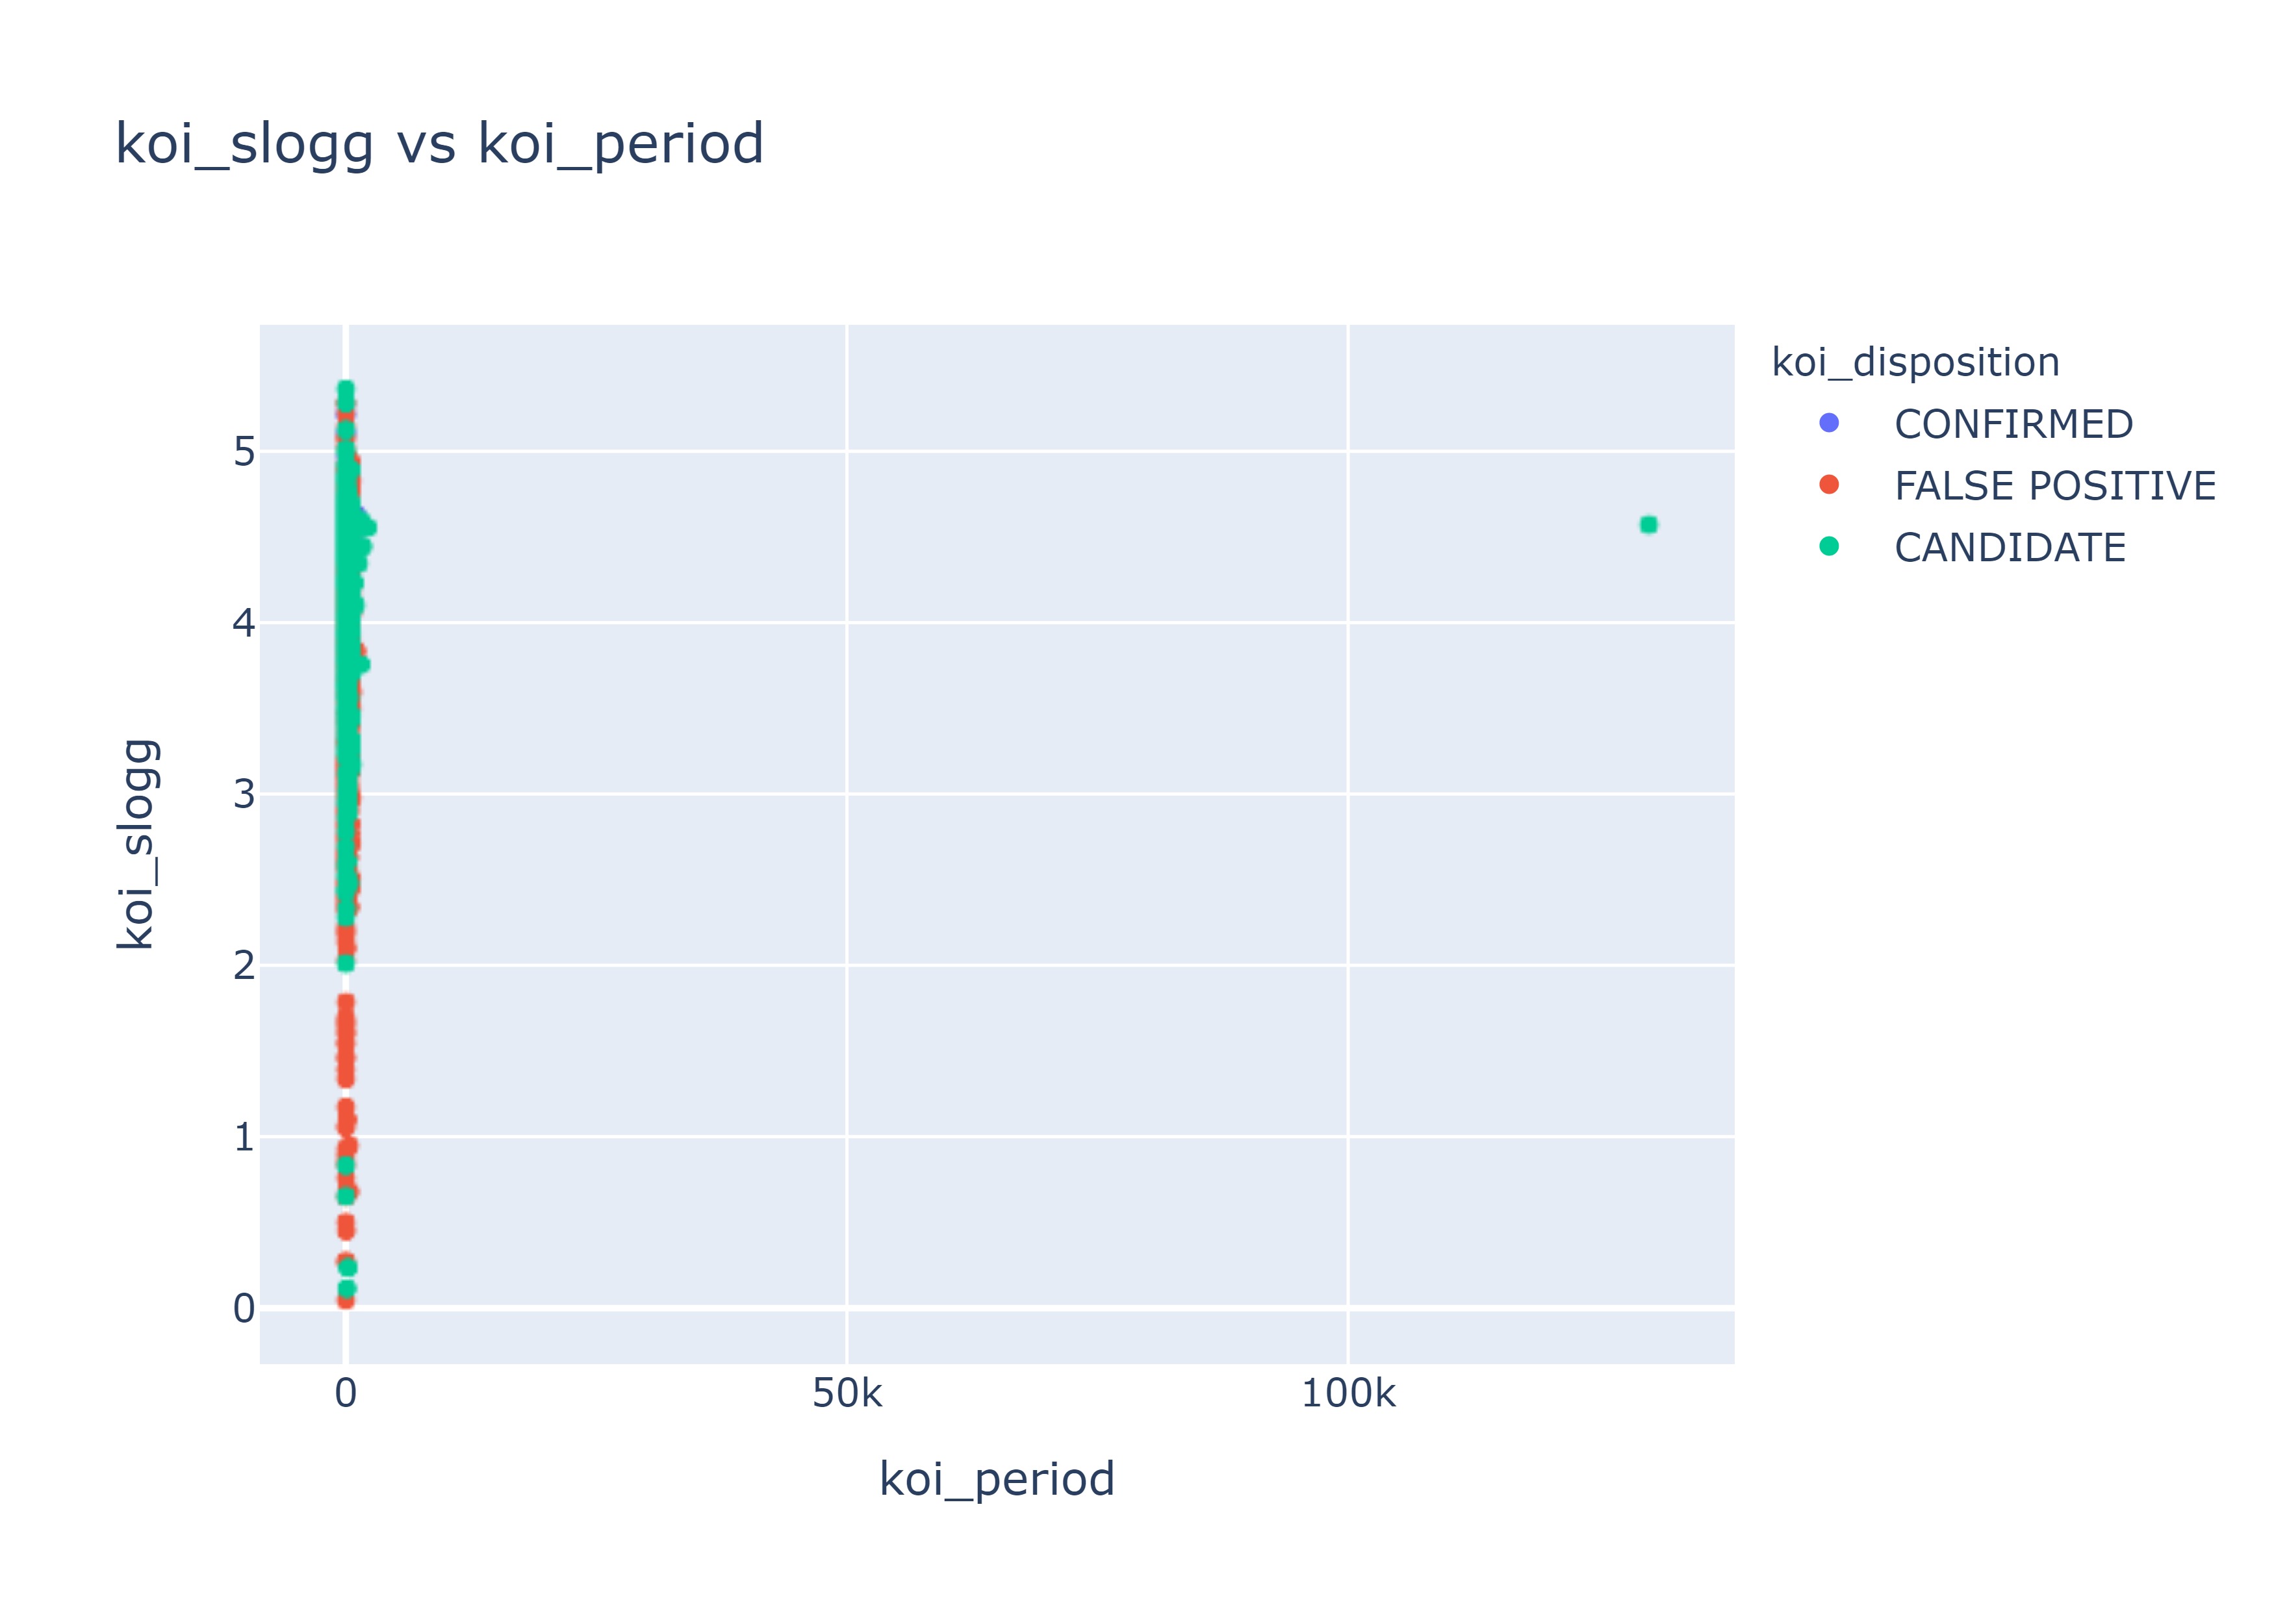 koi_slogg vs koi_period
koi_disposition
CONFIRMED
FALSE POSITIVE
CANDIDATE
koi_slogg
5
4
3
2
1
0
0
50k
100k
koi_period